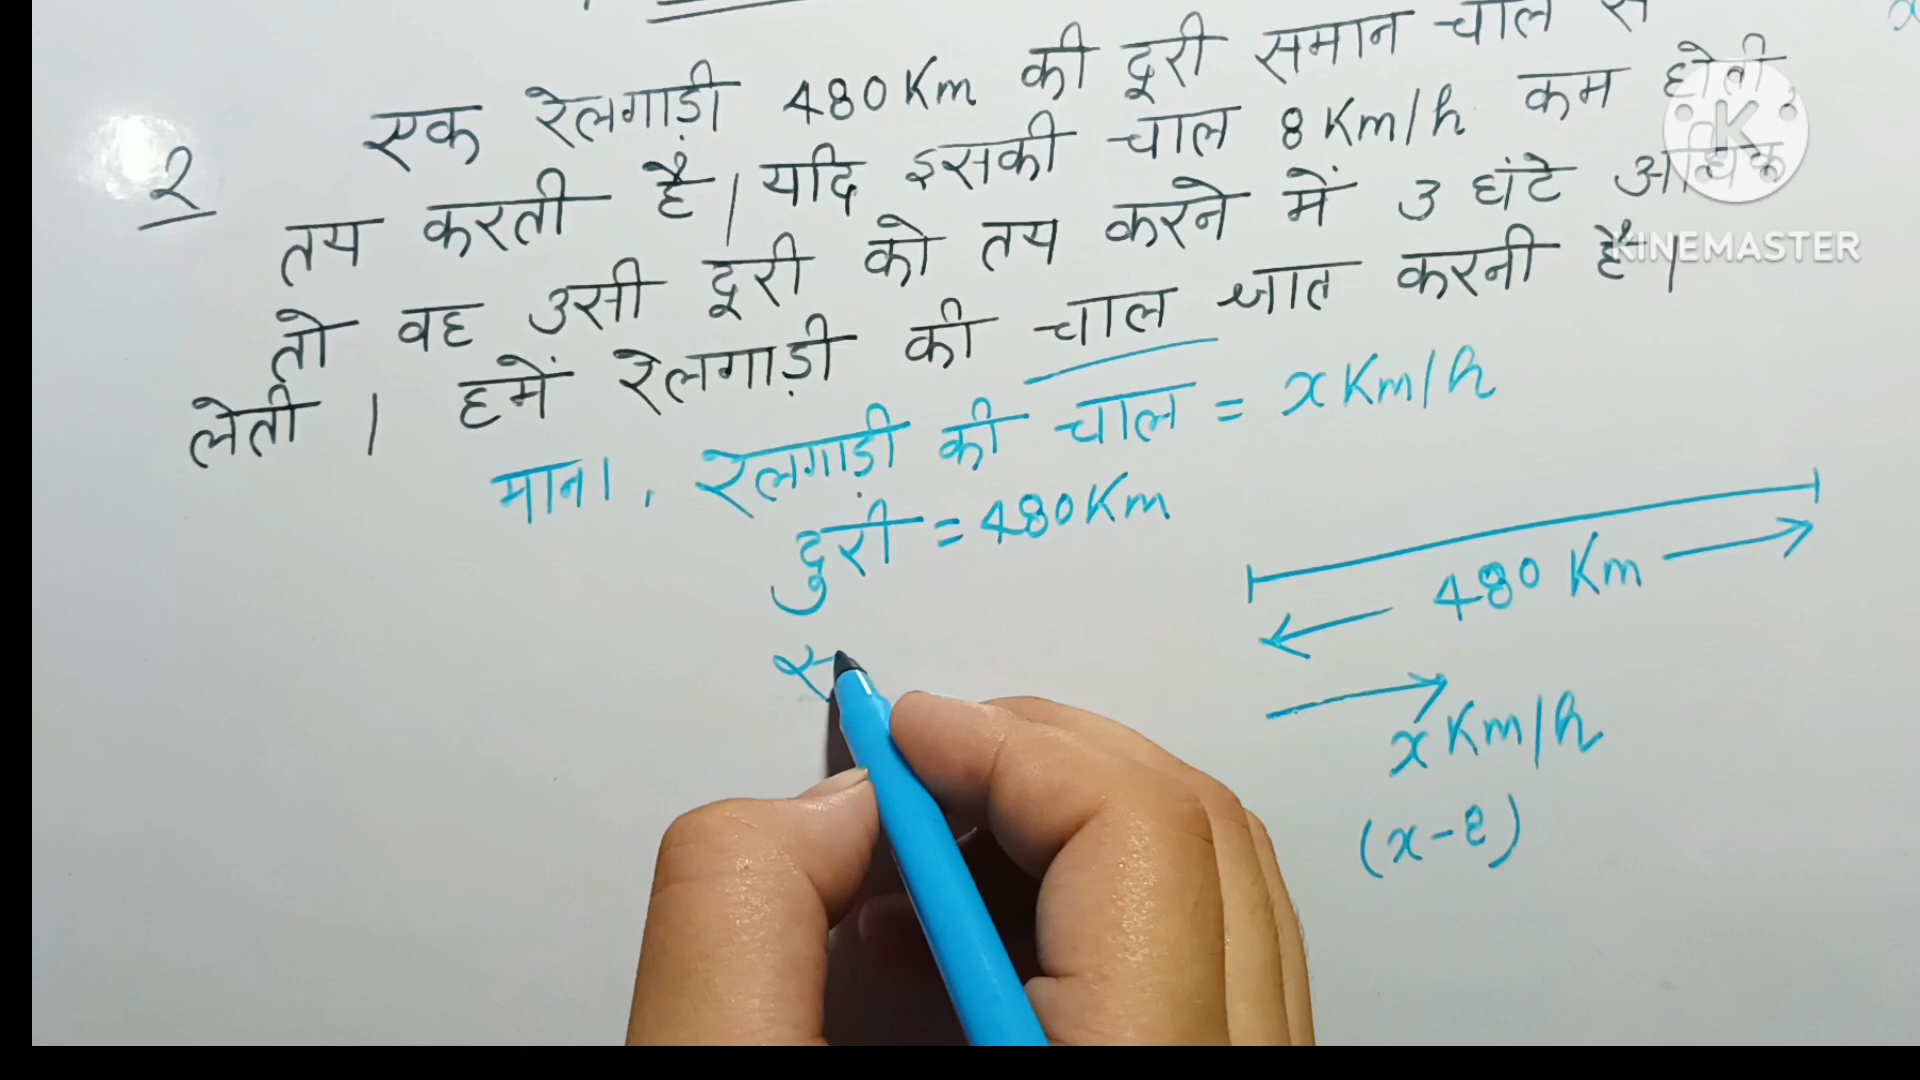 एक रेलगाड़ी 480 Km की दूरी समान चाल से
2 तय करती है। यदि इसकी चाल 8 Km/h कम होती,
तो वह उसी दूरी को तय करने में 3 घंटे अधिक
लेती। हमें रेलगाड़ी की चाल ज्ञात करनी है।
माना, रेलगाड़ी की चाल = x Km/h
दुरी = 480 Km
480 Km
x Km/h
(x-8)
KINEMASTER